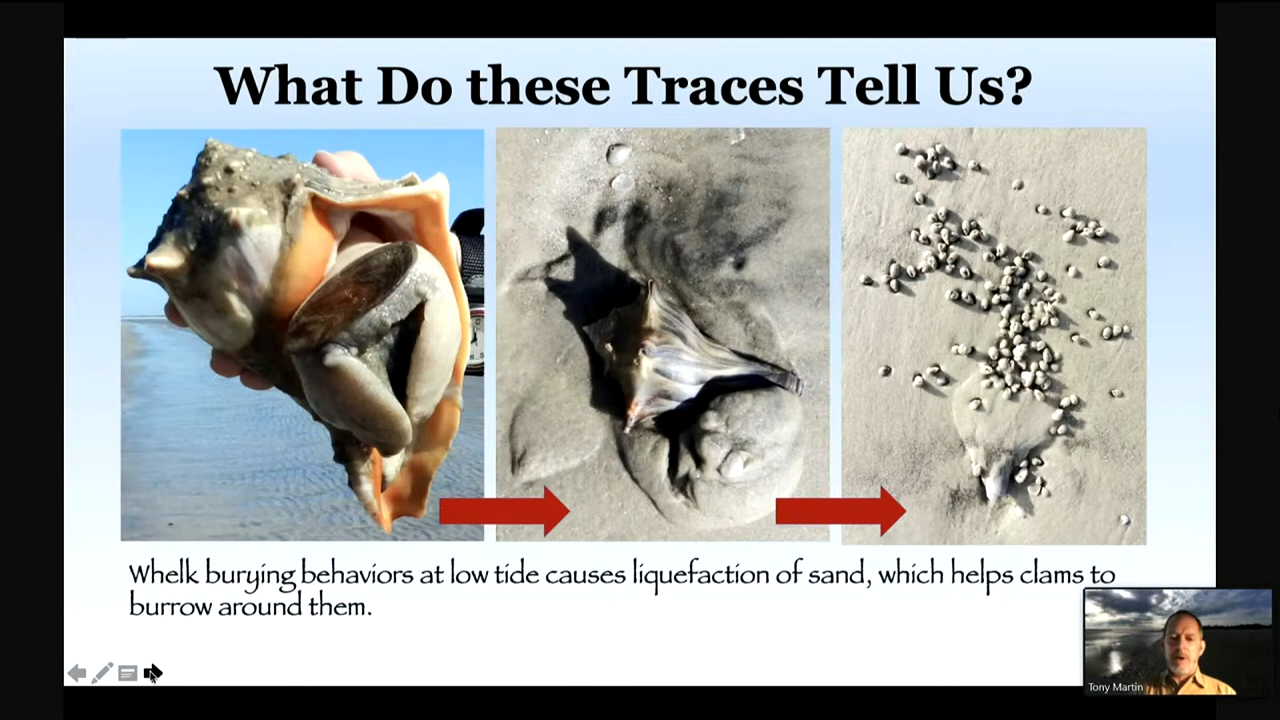 What Do these Traces Tell Us?
Whelk burying behaviors at low tide causes liquefaction of sand, which helps clams to
burrow around them.
Tony Martin